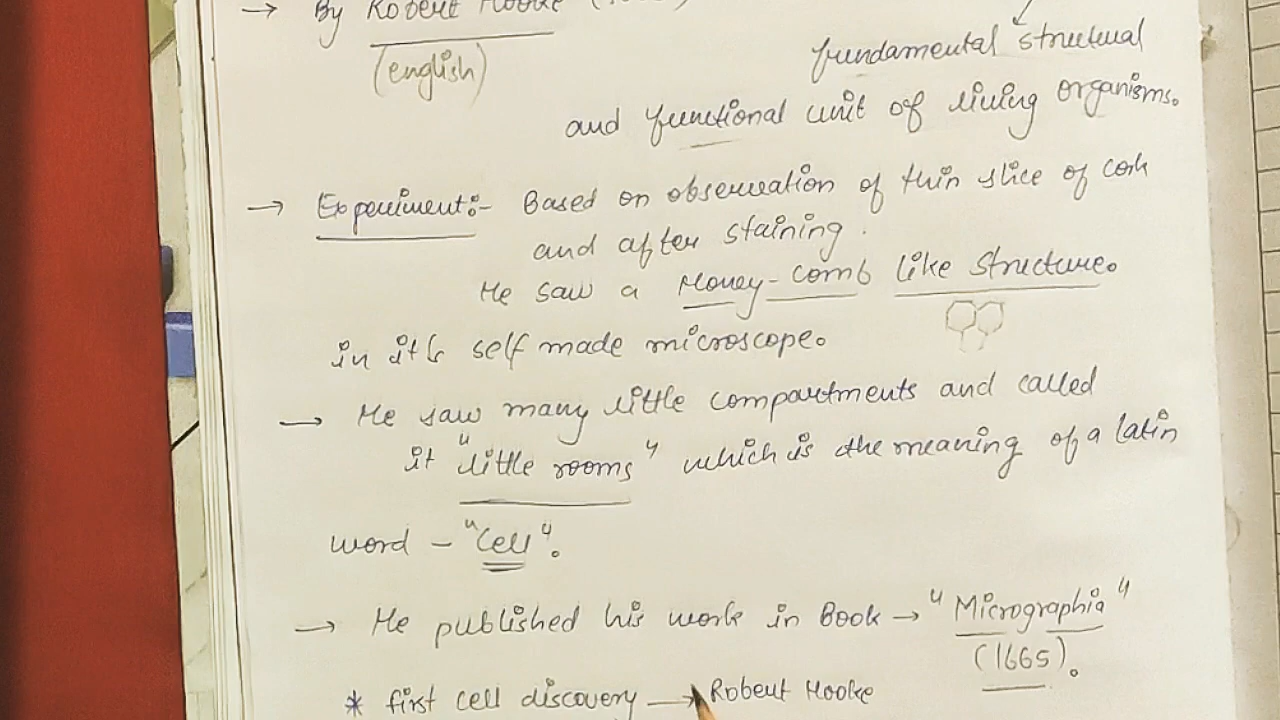 → By Robert Hooke
(english)
fundamental structural
and functional unit of living organisms.
→ Experiment:- Based on observation of thin slice of cork
and after staining.
He saw a Honey-comb like structure.
in it's self made microscope.
→ He saw many little compartments and called
it "little rooms" which is the meaning of a latin
word - "Cell".
→ He published his work in Book → "Micrographia"
(1665).
* first cell discovery → Robert Hooke